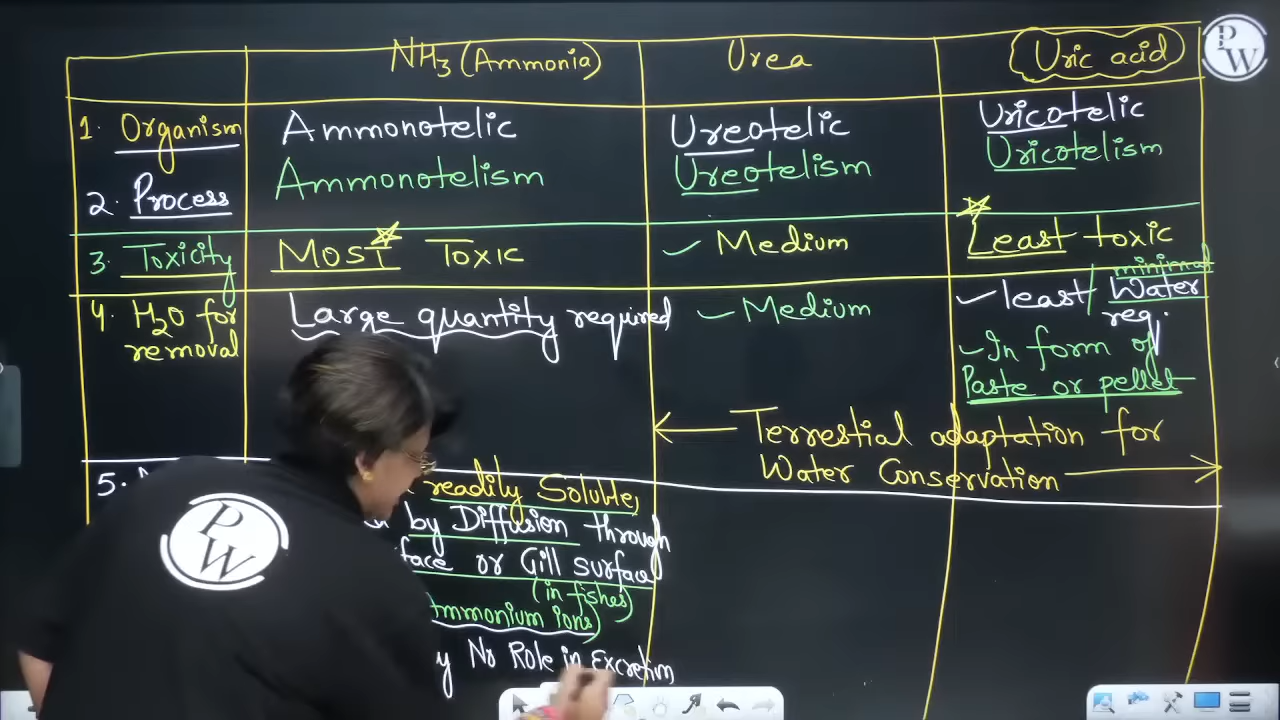 NH3 (Ammonia) Urea Uric acid
PW
1. Organism Ammonotelic Ureotelic Uricotelic
2. Process Ammonotelism Ureotelism Uricotelism
3. Toxicity Most Toxic Medium Least toxic
4. H2O for removal Large quantity required Medium least/minimal Water req.
In form of
Paste or pellet
Terrestial adaptation for
Water Conservation
5.
readily Soluble,
by Diffusion through
or Gill surface
(in fishes)
Ammonium ions)
No Role in Excretion
PW